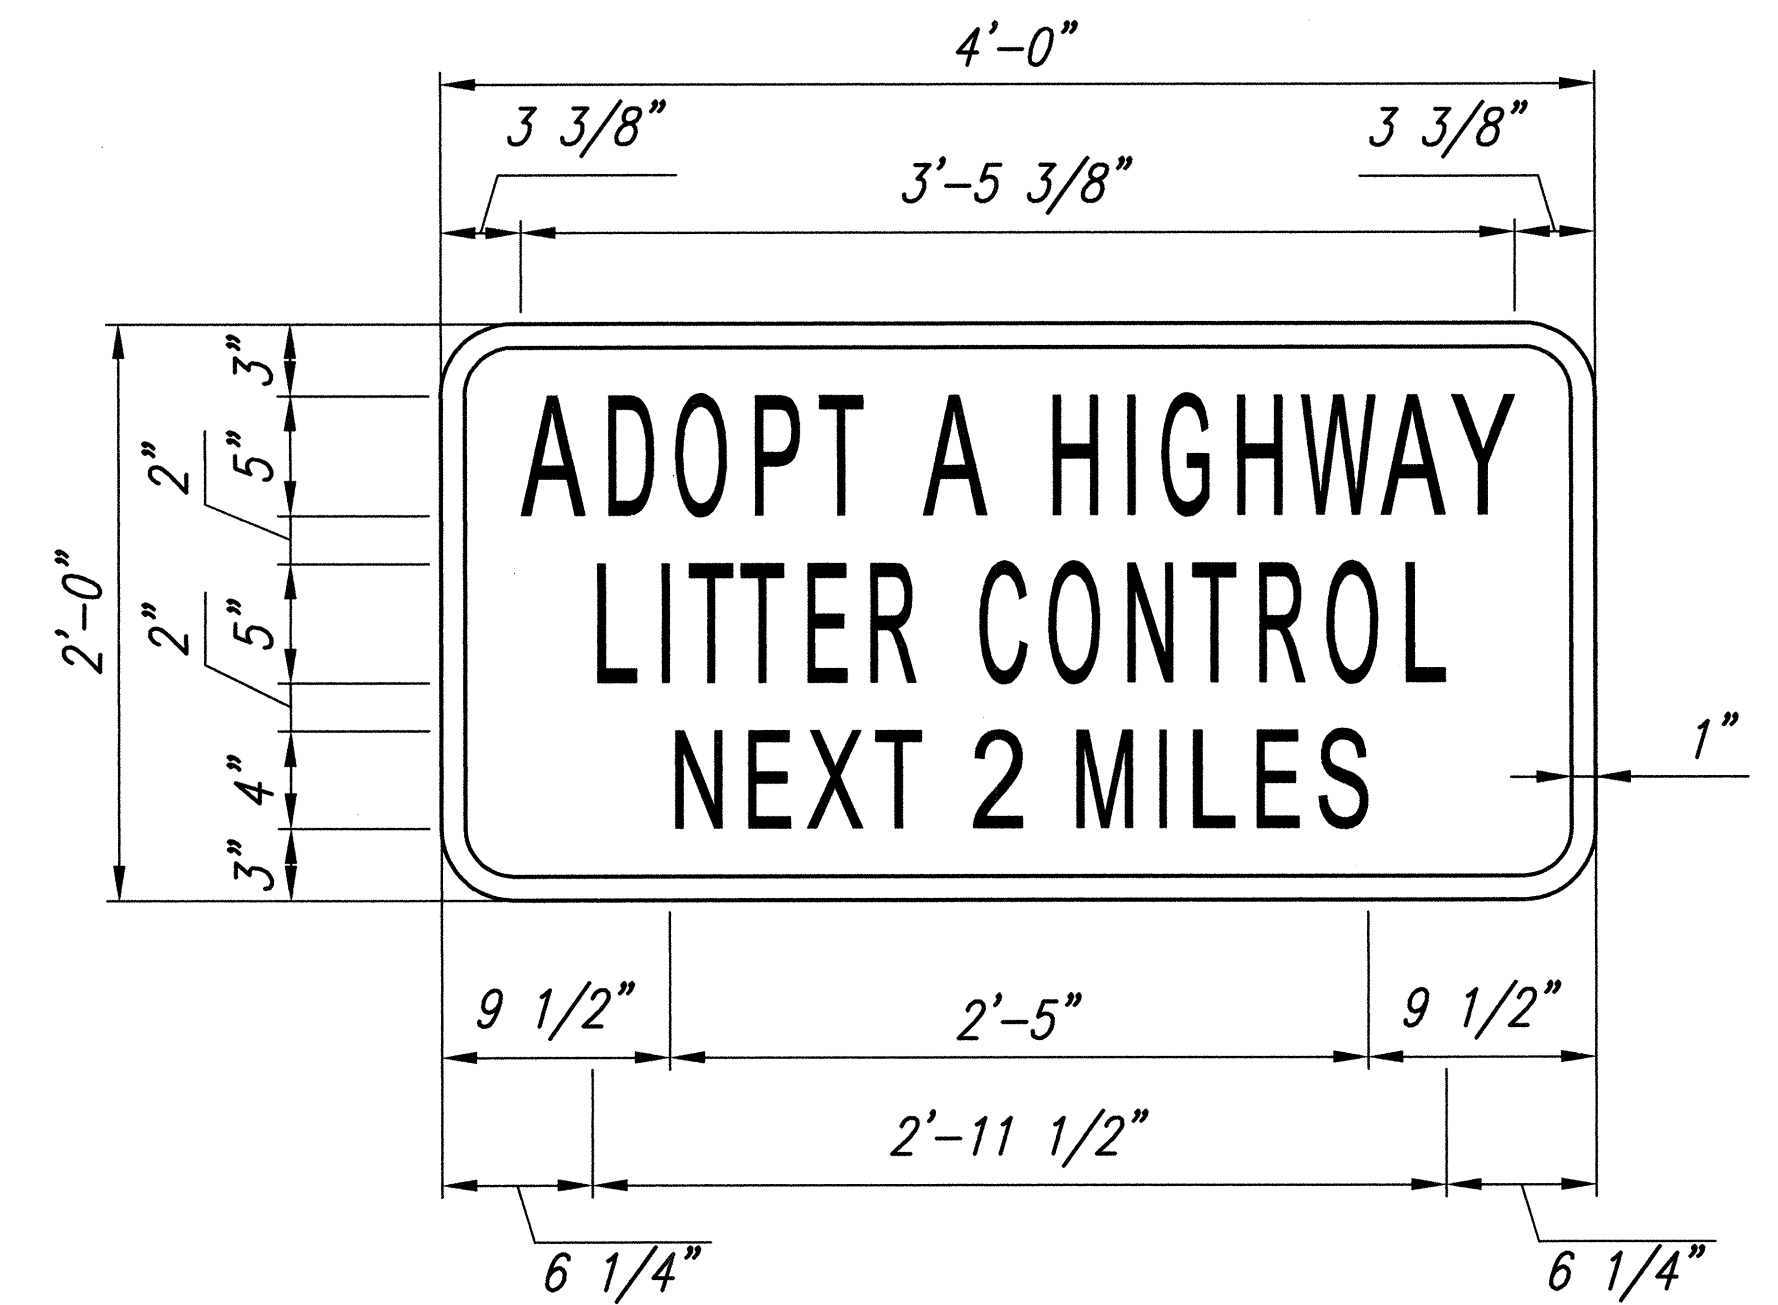 4'-0"
3 3/8" 3 3/8"
3'-5 3/8"
3"
5"
2"
ADOPT A HIGHWAY
2'-0"
5"
2"
LITTER CONTROL
4"
NEXT 2 MILES
1"
3"
9 1/2" 2'-5" 9 1/2"
2'-11 1/2"
6 1/4" 6 1/4"